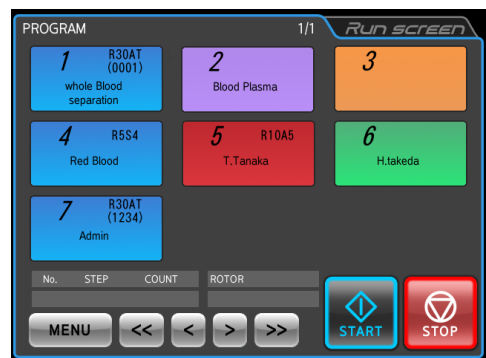 PROGRAM 1/1 Run screen
1 R30AT
(0001)
whole Blood
separation
2
Blood Plasma
3
4 R5S4
Red Blood
5 R10A5
T.Tanaka
6
H.takeda
7 R30AT
(1234)
Admin
No. STEP COUNT ROTOR
MENU << < > >> START STOP